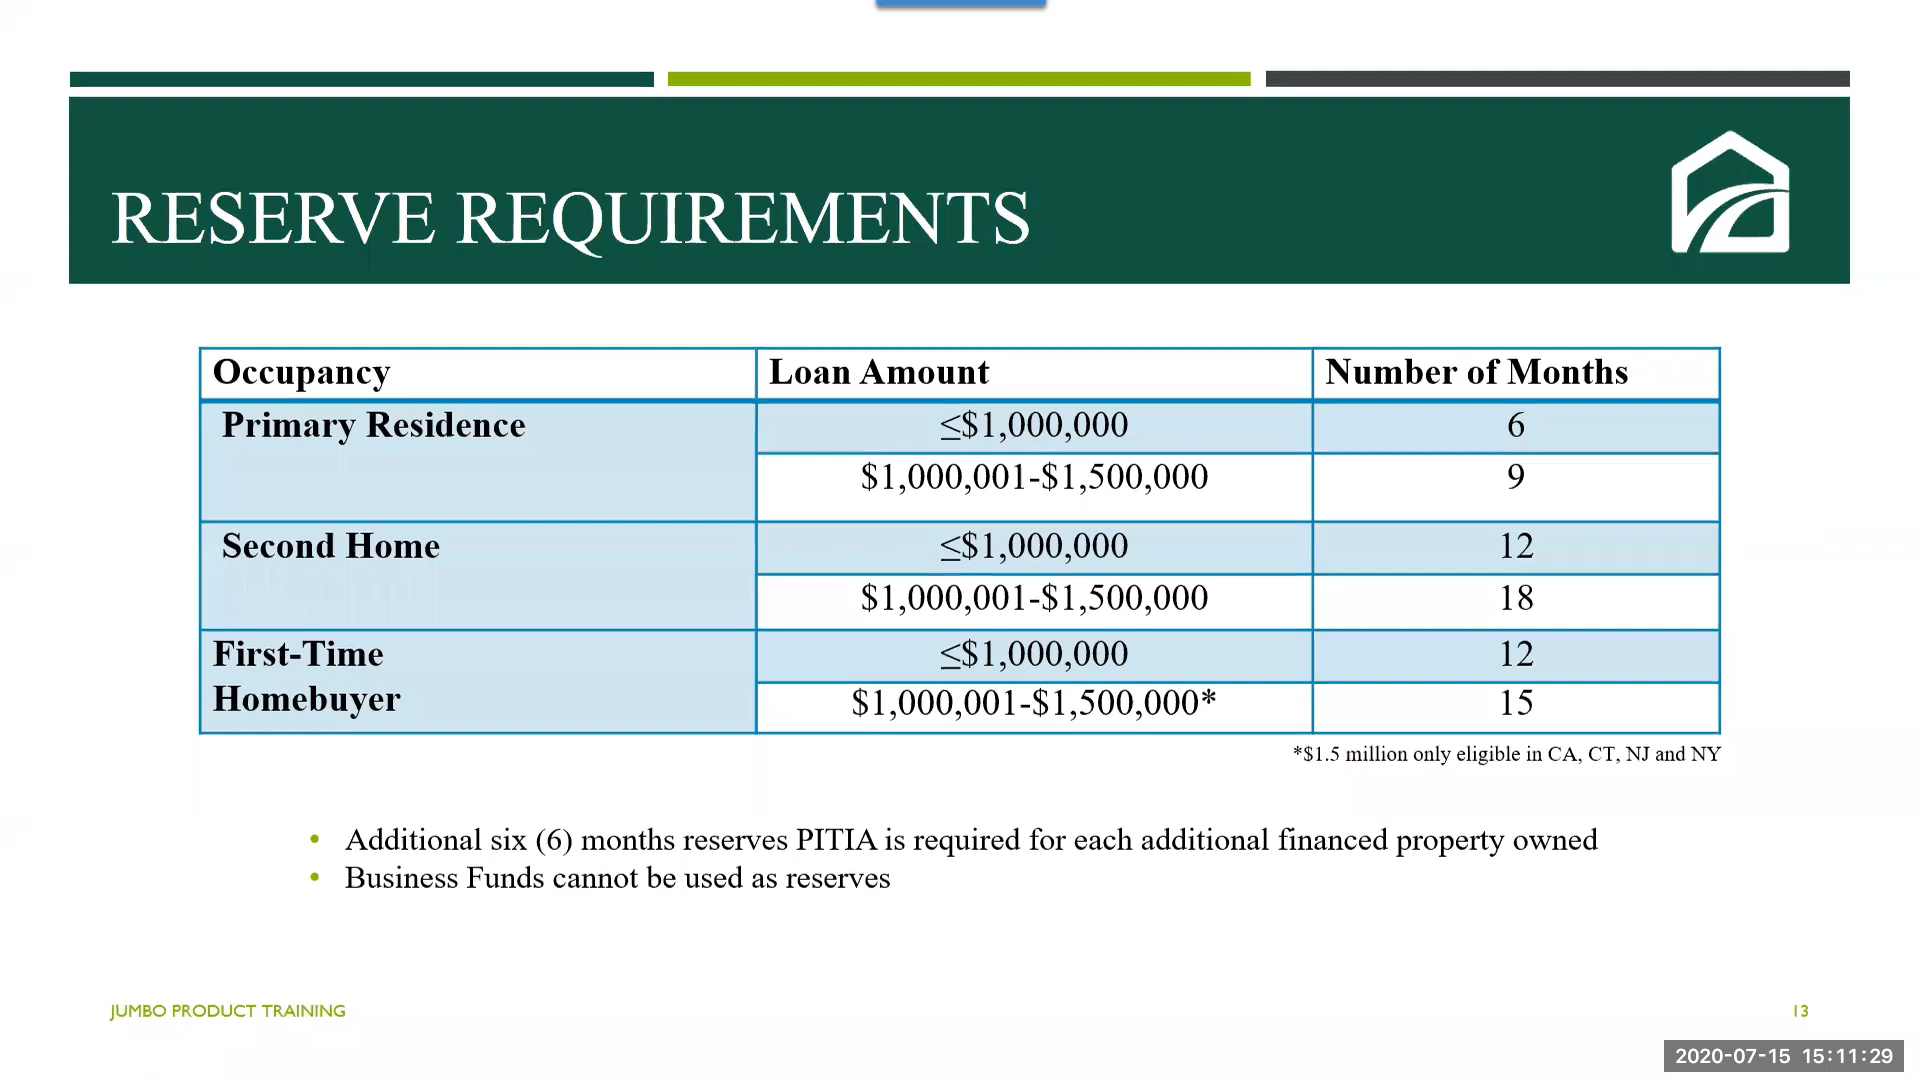 RESERVE REQUIREMENTS
Occupancy Loan Amount Number of Months
Primary Residence ≤$1,000,000 6
$1,000,001-$1,500,000 9
Second Home ≤$1,000,000 12
$1,000,001-$1,500,000 18
First-Time ≤$1,000,000 12
Homebuyer $1,000,001-$1,500,000* 15
*$1.5 million only eligible in CA, CT, NJ and NY
• Additional six (6) months reserves PITIA is required for each additional financed property owned
• Business Funds cannot be used as reserves
JUMBO PRODUCT TRAINING 13
2020-07-15 15:11:29